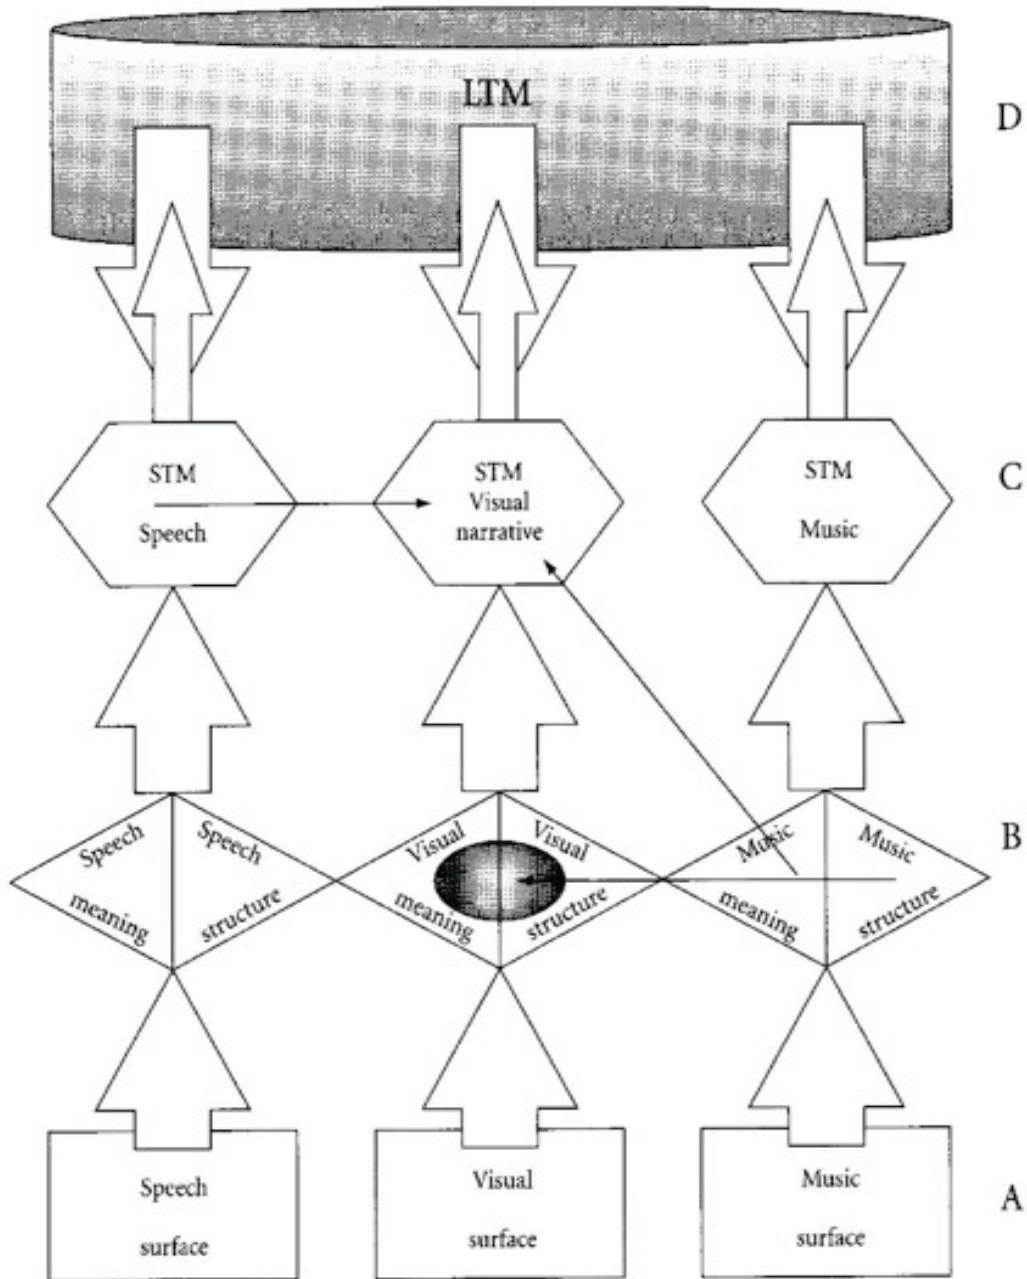 LTM
D
STM
Speech
STM
Visual
narrative
STM
Music
C
Speech
meaning
Speech
structure
Visual
meaning
Visual
structure
Music
meaning
Music
structure
B
Speech
surface
Visual
surface
Music
surface
A